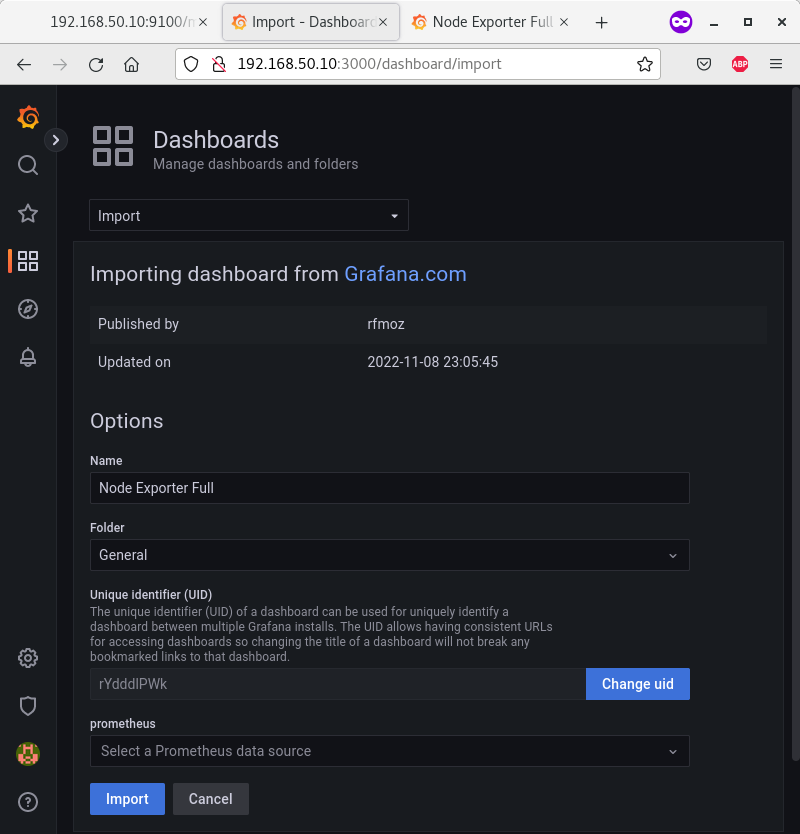 192.168.50.10:9100/m
Import - Dashboard
Node Exporter Full
192.168.50.10:3000/dashboard/import
ABP
Dashboards
Manage dashboards and folders
Import
Importing dashboard from Grafana.com
Published by rfmoz
Updated on 2022-11-08 23:05:45
Options
Name
Node Exporter Full
Folder
General
Unique identifier (UID)
The unique identifier (UID) of a dashboard can be used for uniquely identify a
dashboard between multiple Grafana installs. The UID allows having consistent URLs
for accessing dashboards so changing the title of a dashboard will not break any
bookmarked links to that dashboard.
rYdddlPWk Change uid
prometheus
Select a Prometheus data source
Import Cancel